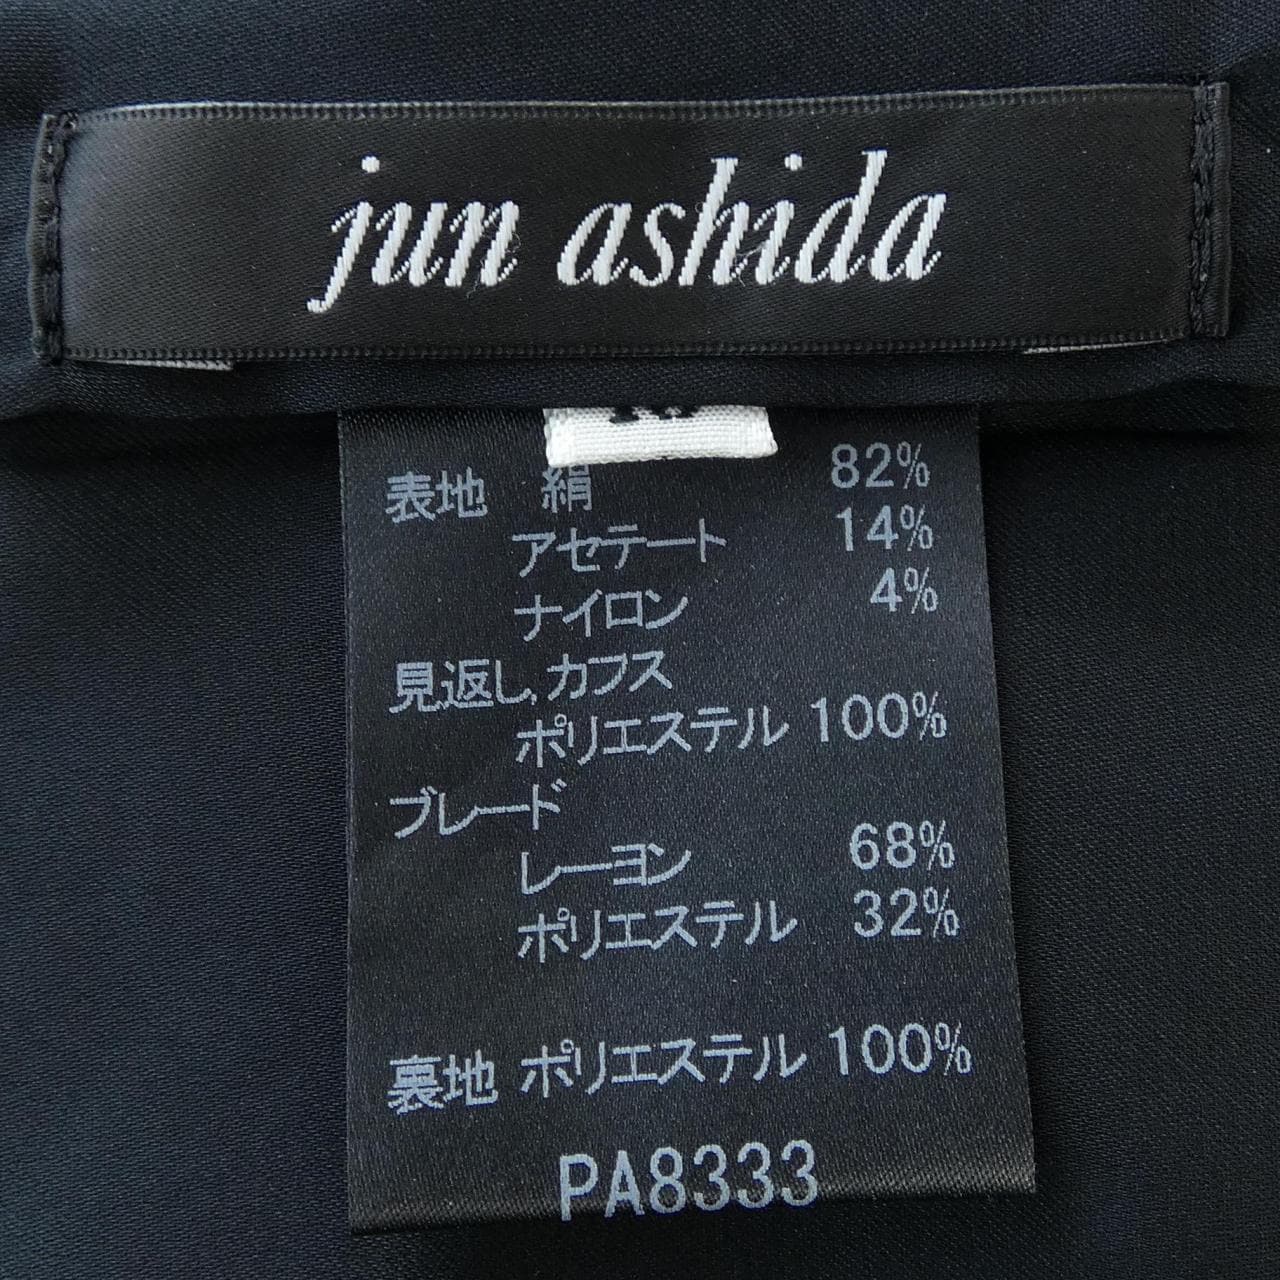 jun ashida
表地 絹 82%
アセテート 14%
ナイロン 4%
見返し,カフス
ポリエステル 100%
ブレード
レーヨン 68%
ポリエステル 32%
裏地 ポリエステル 100%
PA8333